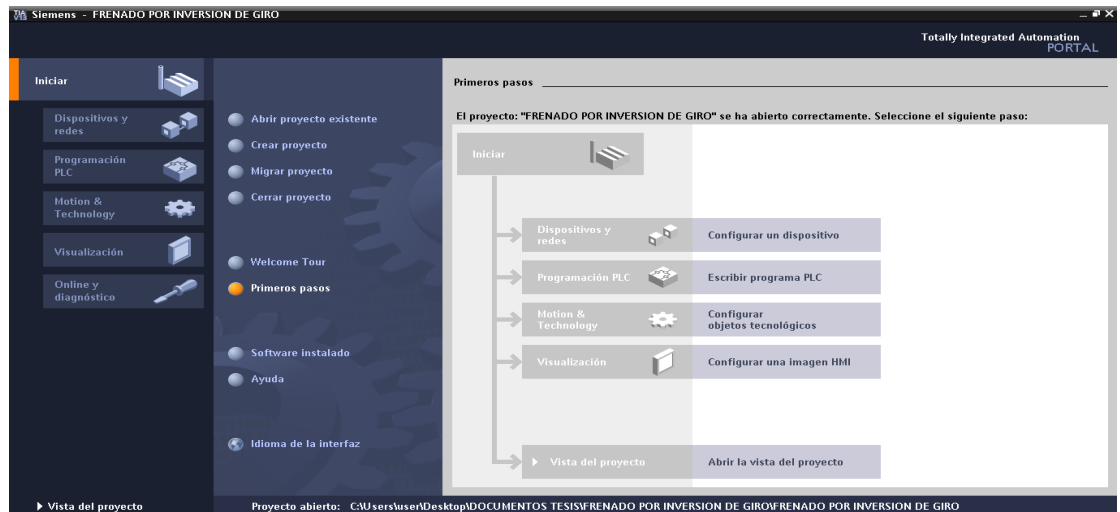 Siemens - FRENADO POR INVERSION DE GIRO
Totally Integrated Automation
PORTAL
Iniciar
Dispositivos y
redes
Programación
PLC
Motion &
Technology
Visualización
Online y
diagnóstico
Abrir proyecto existente
Crear proyecto
Migrar proyecto
Cerrar proyecto
Welcome Tour
Primeros pasos
Software instalado
Ayuda
Idioma de la interfaz
Primeros pasos
El proyecto: "FRENADO POR INVERSION DE GIRO" se ha abierto correctamente. Seleccione el siguiente paso:
Iniciar
Dispositivos y
redes
Configurar un dispositivo
Programación PLC
Escribir programa PLC
Motion &
Technology
Configurar
objetos tecnológicos
Visualización
Configurar una imagen HMI
Vista del proyecto
Abrir la vista del proyecto
Vista del proyecto
Proyecto abierto: C:\Users\user\Desktop\DOCUMENTOS TESIS\FRENADO POR INVERSION DE GIRO\FRENADO POR INVERSION DE GIRO